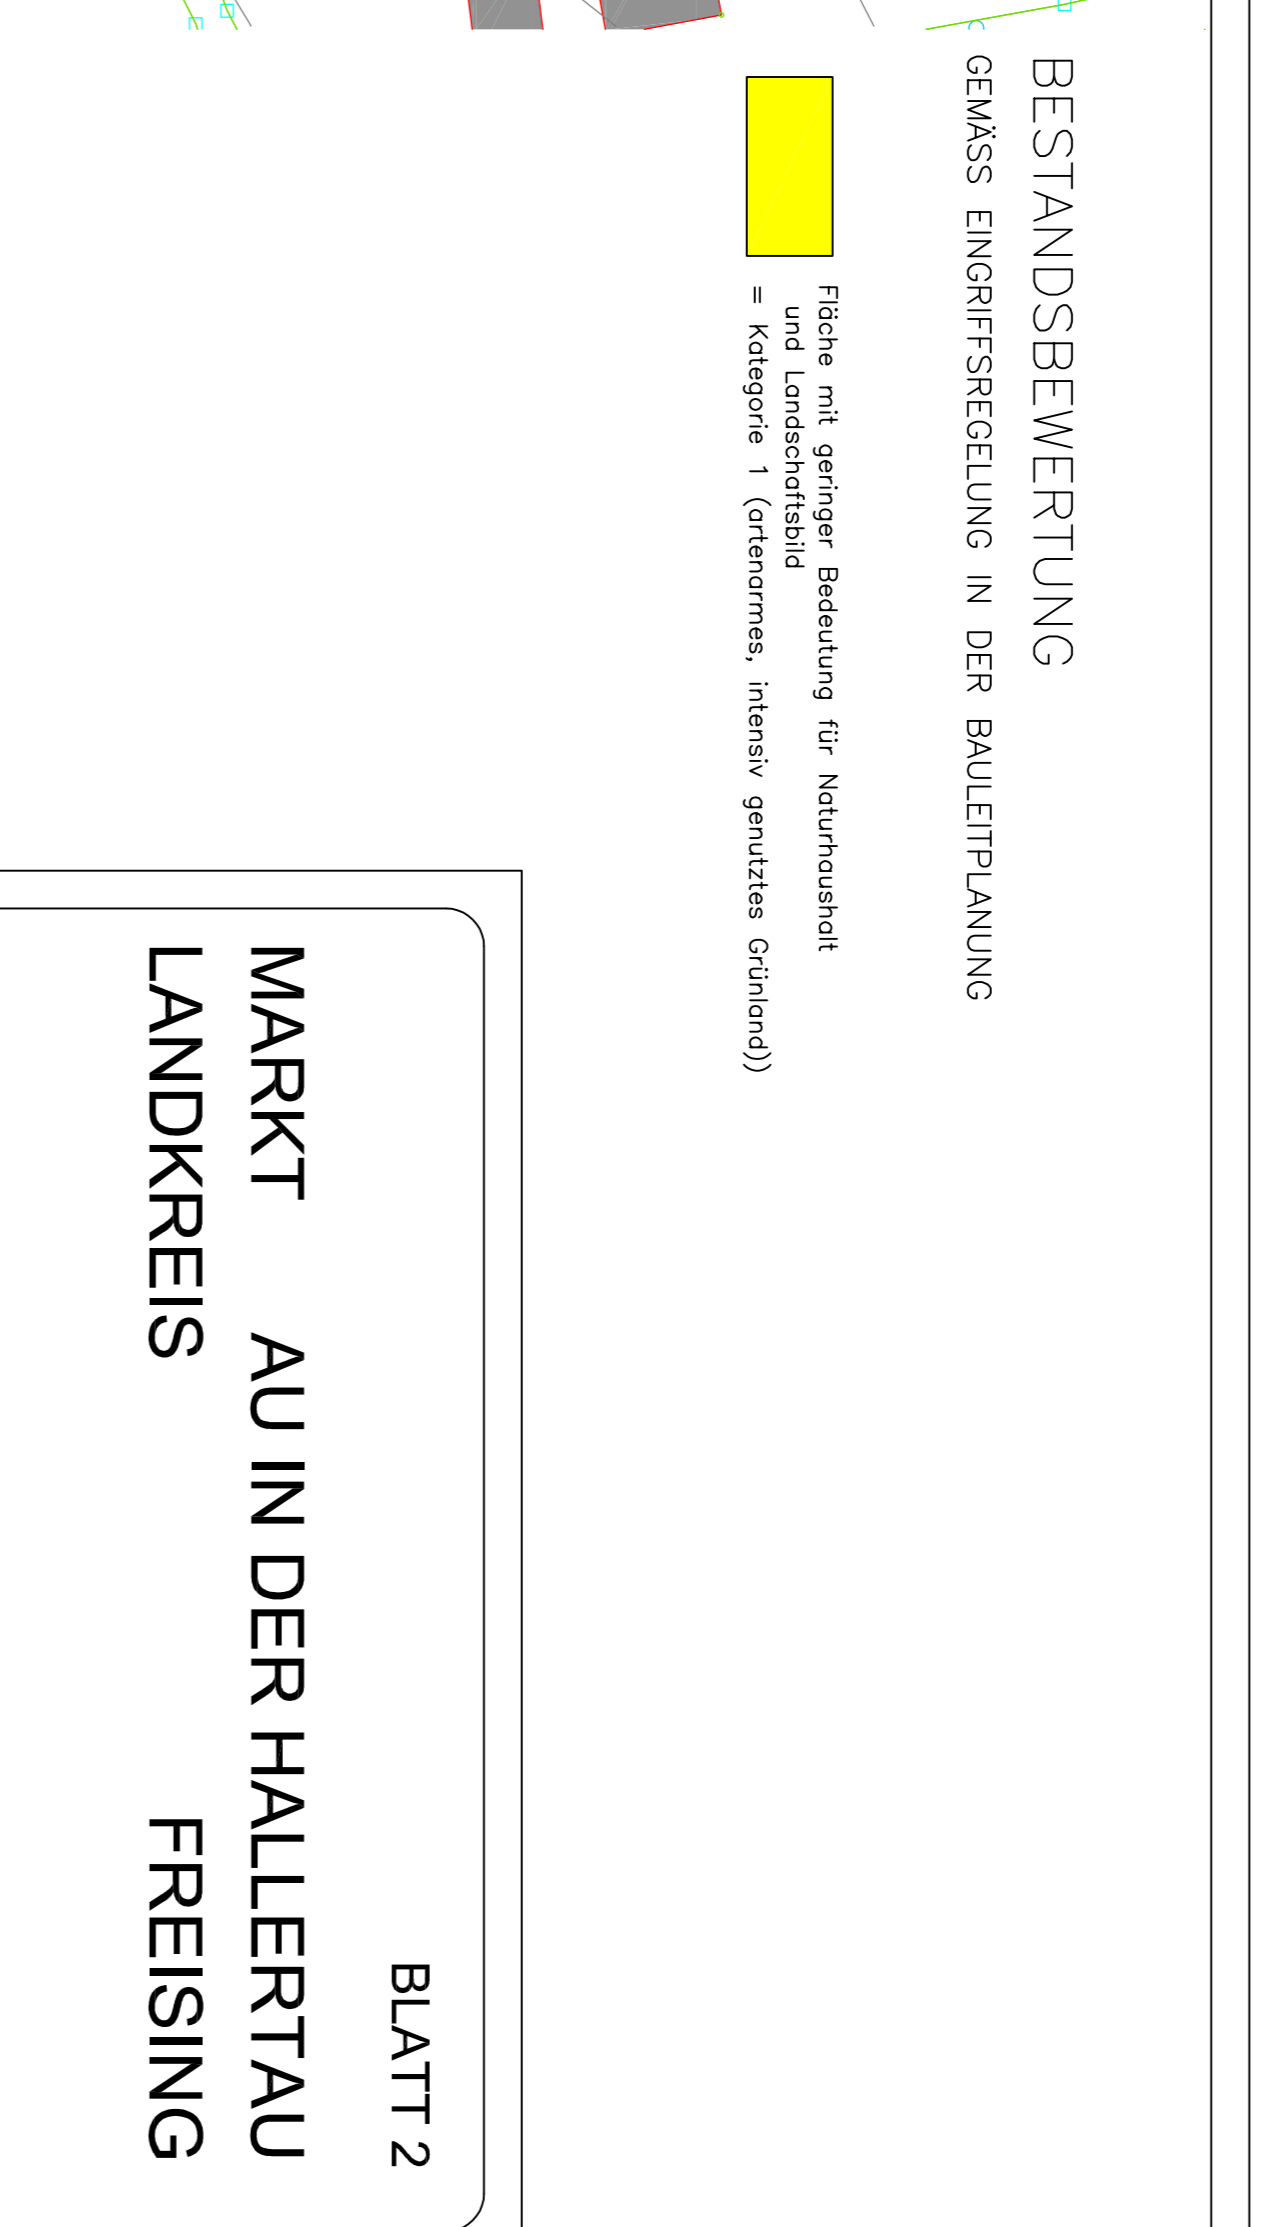 BESTANDSBEWERTUNG
GEMÄSS EINGRIFFSREGELUNG IN DER BAULEITPLANUNG
Fläche mit geringer Bedeutung für Naturhaushalt
und Landschaftsbild
= Kategorie 1 (artenarmes, intensiv genutztes Grünland))
BLATT 2
MARKT AU IN DER HALLERTAU
LANDKREIS FREISING